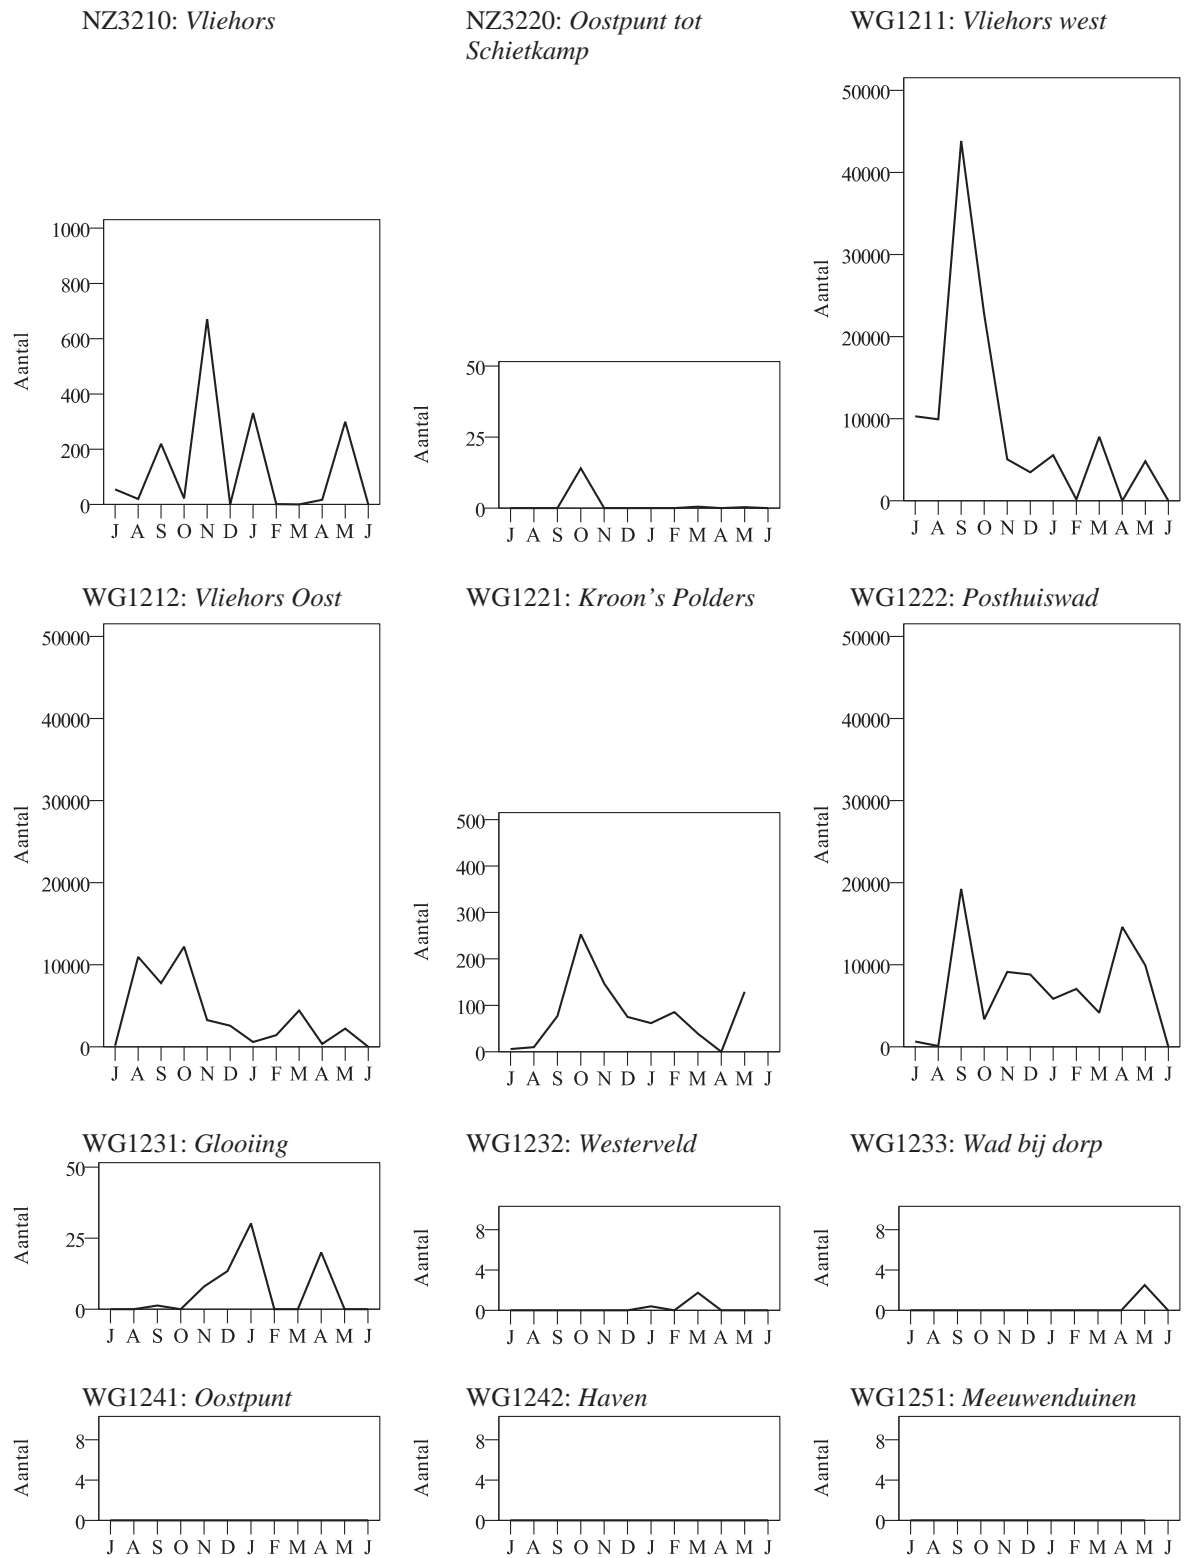 NZ3210: Vliehors
NZ3220: Oostpunt tot
Schietkamp
WG1211: Vliehors west
Aantal
1000
800
600
400
200
0
J A S O N D J F M A M J
Aantal
50
25
0
J A S O N D J F M A M J
Aantal
50000
40000
30000
20000
10000
0
J A S O N D J F M A M J
WG1212: Vliehors Oost
Aantal
50000
40000
30000
20000
10000
0
J A S O N D J F M A M J
WG1221: Kroon's Polders
Aantal
500
400
300
200
100
0
J A S O N D J F M A M J
WG1222: Posthuiswad
Aantal
50000
40000
30000
20000
10000
0
J A S O N D J F M A M J
WG1231: Glooiing
Aantal
50
25
0
J A S O N D J F M A M J
WG1232: Westerveld
Aantal
8
4
0
J A S O N D J F M A M J
WG1233: Wad bij dorp
Aantal
8
4
0
J A S O N D J F M A M J
WG1241: Oostpunt
Aantal
8
4
0
J A S O N D J F M A M J
WG1242: Haven
Aantal
8
4
0
J A S O N D J F M A M J
WG1251: Meeuwenduinen
Aantal
8
4
0
J A S O N D J F M A M J